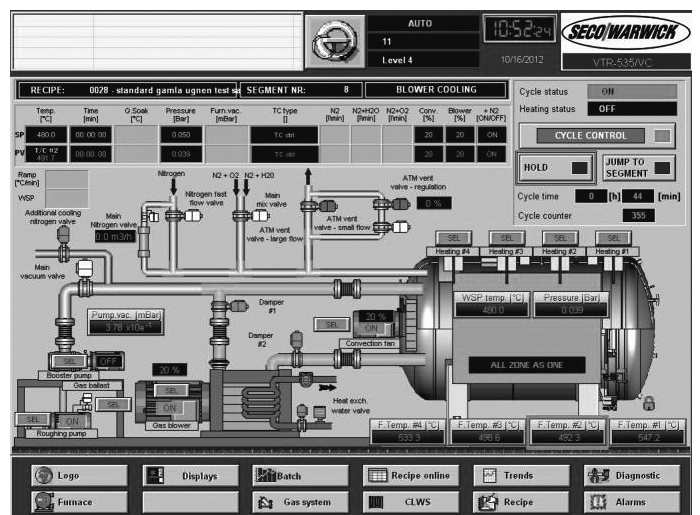 AUTO
11
Level 4
10:52:24
10/16/2012
SECO/WARWICK
VTR-535/VC
RECIPE: 0028 - standard gamla ugnen test sa SEGMENT NR: 8 BLOWER COOLING
Temp. [°C] Time [min] G.Soak [°C] Pressure [Bar] Furn.vac. [mBar] TC type [] N2 [l/min] N2+H2O [l/min] N2+O2 [l/min] Conv. [%] Blower [%] + N2 [ON/OFF]
SP 480.0 00:00:00 0.050 TC ctrl 20 20 ON
PV T/C #2 491.7 00:00:00 0.039 TC ctrl 20 20 ON
Cycle status ON
Heating status OFF
CYCLE CONTROL
HOLD
JUMP TO SEGMENT
Cycle time 0 [h] 44 [min]
Cycle counter 355
Ramp [°C/min]
WSP
Additional cooling nitrogen valve
Main Nitrogen valve
0.0 m3/h
Nitrogen
N2 + O2 N2 + H20
Nitrogen fast flow valve
Main mix valve
ATM vent valve - large flow
ATM vent valve - small flow
ATM vent valve - regulation
0 %
Main vacuum valve
SEL SEL SEL SEL
Heating #4 Heating #3 Heating #2 Heating #1
WSP temp. [°C] Pressure [Bar]
480.0 0.039
ALL ZONE AS ONE
Pump.vac. [mBar]
Damper #1
Damper #2
20 %
SEL
ON
Convection fan
SEL OFF
Booster pump
Gas ballast
SEL
SEL ON
Roughing pump
20 %
SEL
ON
Gas blower
Heat exch. water valve
F.Temp. #4 [°C] F.Temp. #3 [°C] F.Temp. #2 [°C] F.Temp. #1 [°C]
533.3 498.6 492.3 547.2
Logo Displays Batch Recipe online Trends Diagnostic
Furnace Gas system CLWS Recipe Alarms